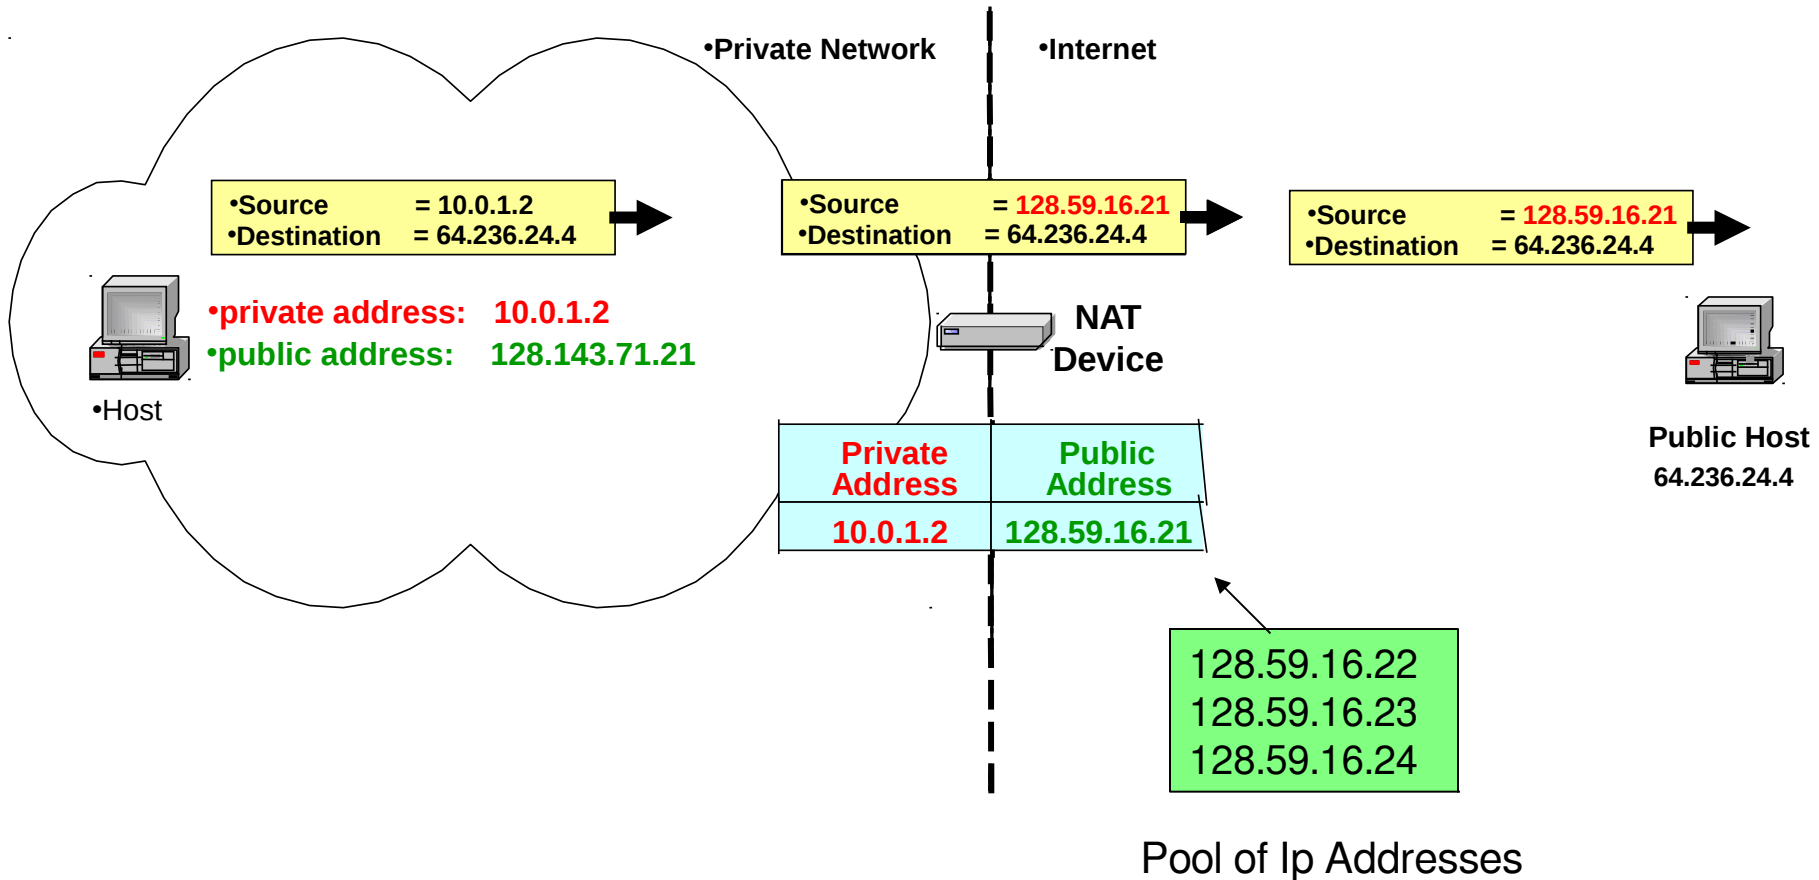 •Private Network
•Internet
•Source = 10.0.1.2
•Destination = 64.236.24.4
•Source = 128.59.16.21
•Destination = 64.236.24.4
•Source = 128.59.16.21
•Destination = 64.236.24.4
•private address: 10.0.1.2
•public address: 128.143.71.21
•Host
NAT
Device
Public Host
64.236.24.4
Private
Address
Public
Address
10.0.1.2
128.59.16.21
128.59.16.22
128.59.16.23
128.59.16.24
Pool of Ip Addresses